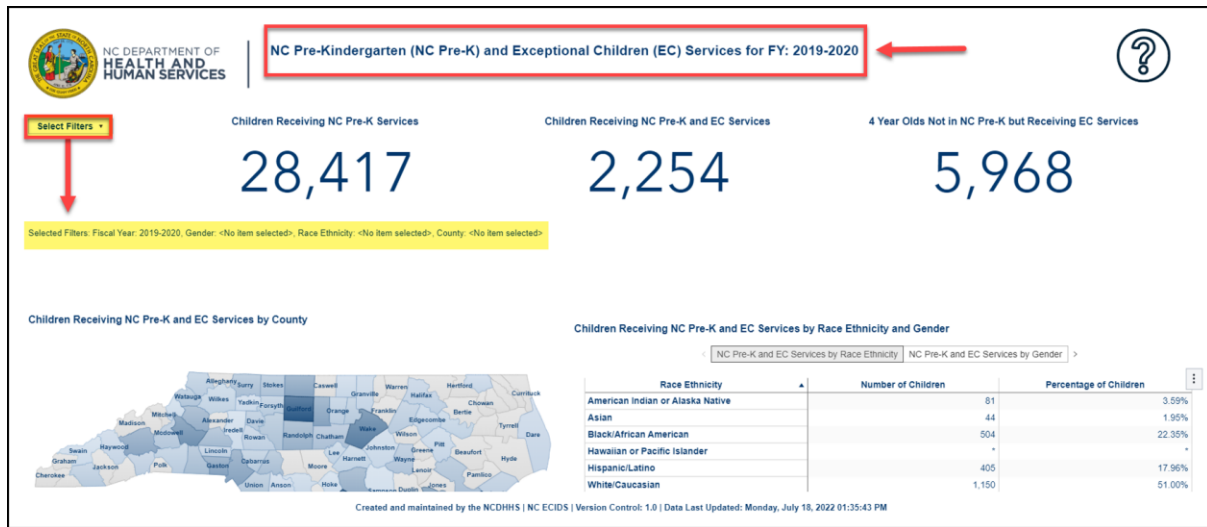 NC DEPARTMENT OF
HEALTH AND
HUMAN SERVICES
NC Pre-Kindergarten (NC Pre-K) and Exceptional Children (EC) Services for FY: 2019-2020
Select Filters
Children Receiving NC Pre-K Services
28,417
Children Receiving NC Pre-K and EC Services
2,254
4 Year Olds Not in NC Pre-K but Receiving EC Services
5,968
Selected Filters: Fiscal Year: 2019-2020, Gender: <No item selected>, Race Ethnicity: <No item selected>, County: <No item selected>
Children Receiving NC Pre-K and EC Services by County
Alleghany Surry Stokes Caswell Granville Warren Halifax Hertford Currituck
Watauga Wilkes Yadkin Forsyth Guilford Orange Franklin Bertie Chowan
Madison Mitchell Alexander Davie Iredell Rowan Randolph Chatham Wake Wilson Edgecombe Tyrrell Dare
Swain Haywood Mcdowell Lincoln Lee Johnston Greene Pitt Beaufort Hyde
Graham Jackson Polk Gaston Cabarrus Moore Harnett Wayne Lenoir Pamlico
Cherokee Union Anson Hoke Sampson Duplin Jones
Children Receiving NC Pre-K and EC Services by Race Ethnicity and Gender
NC Pre-K and EC Services by Race Ethnicity NC Pre-K and EC Services by Gender
Race Ethnicity Number of Children Percentage of Children
American Indian or Alaska Native 81 3.59%
Asian 44 1.95%
Black/African American 504 22.35%
Hawaiian or Pacific Islander * *
Hispanic/Latino 405 17.96%
White/Caucasian 1,150 51.00%
Created and maintained by the NCDHHS | NC ECIDS | Version Control: 1.0 | Data Last Updated: Monday, July 18, 2022 01:35:43 PM